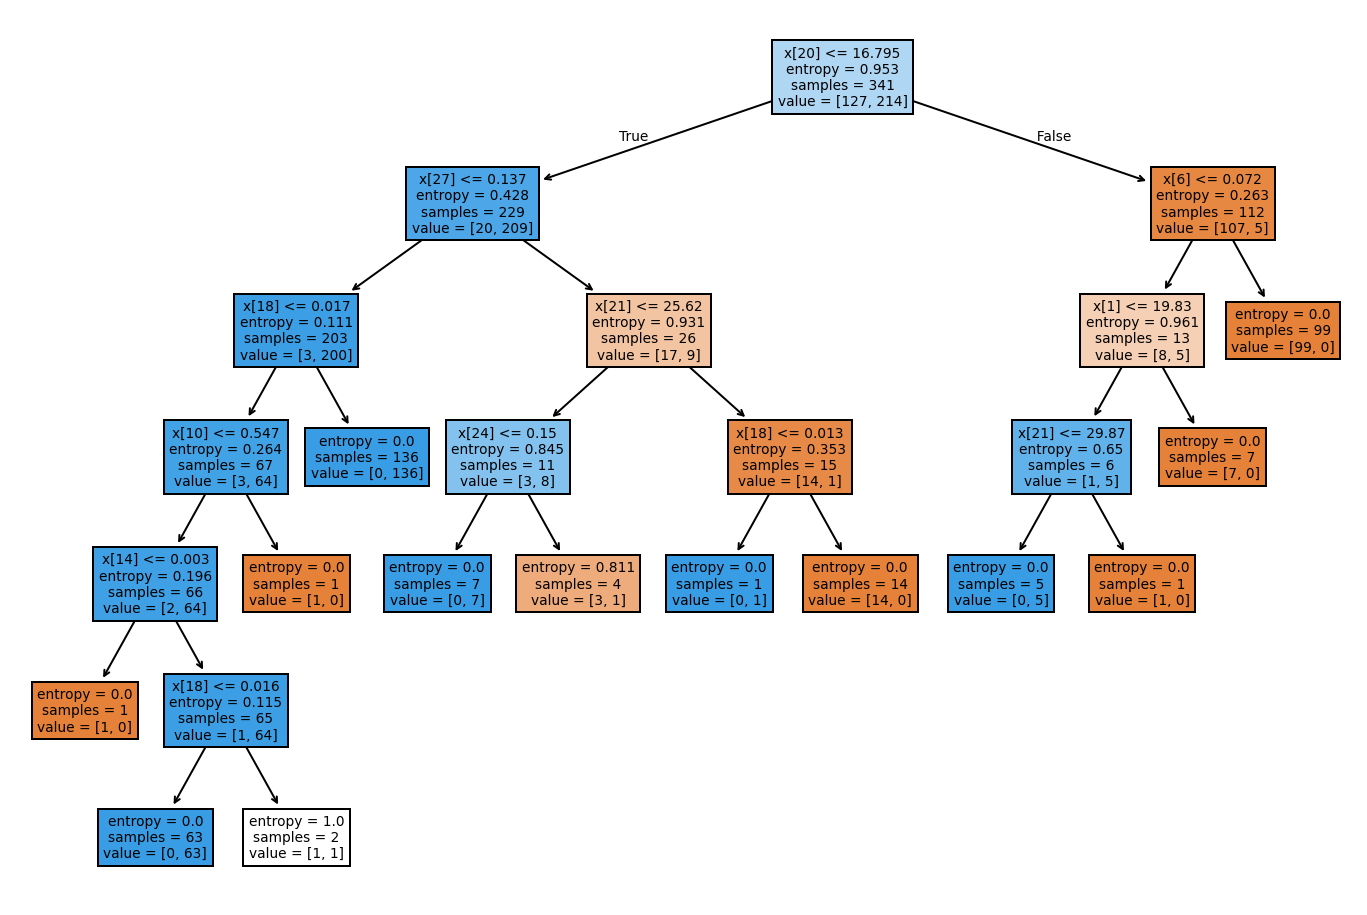 x[20] <= 16.795
entropy = 0.953
samples = 341
value = [127, 214]
True
False
x[27] <= 0.137
entropy = 0.428
samples = 229
value = [20, 209]
x[6] <= 0.072
entropy = 0.263
samples = 112
value = [107, 5]
x[18] <= 0.017
entropy = 0.111
samples = 203
value = [3, 200]
x[21] <= 25.62
entropy = 0.931
samples = 26
value = [17, 9]
x[1] <= 19.83
entropy = 0.961
samples = 13
value = [8, 5]
entropy = 0.0
samples = 99
value = [99, 0]
x[10] <= 0.547
entropy = 0.264
samples = 67
value = [3, 64]
entropy = 0.0
samples = 136
value = [0, 136]
x[24] <= 0.15
entropy = 0.845
samples = 11
value = [3, 8]
x[18] <= 0.013
entropy = 0.353
samples = 15
value = [14, 1]
x[21] <= 29.87
entropy = 0.65
samples = 6
value = [1, 5]
entropy = 0.0
samples = 7
value = [7, 0]
x[14] <= 0.003
entropy = 0.196
samples = 66
value = [2, 64]
entropy = 0.0
samples = 1
value = [1, 0]
entropy = 0.0
samples = 7
value = [0, 7]
entropy = 0.811
samples = 4
value = [3, 1]
entropy = 0.0
samples = 1
value = [0, 1]
entropy = 0.0
samples = 14
value = [14, 0]
entropy = 0.0
samples = 5
value = [0, 5]
entropy = 0.0
samples = 1
value = [1, 0]
entropy = 0.0
samples = 1
value = [1, 0]
x[18] <= 0.016
entropy = 0.115
samples = 65
value = [1, 64]
entropy = 0.0
samples = 63
value = [0, 63]
entropy = 1.0
samples = 2
value = [1, 1]